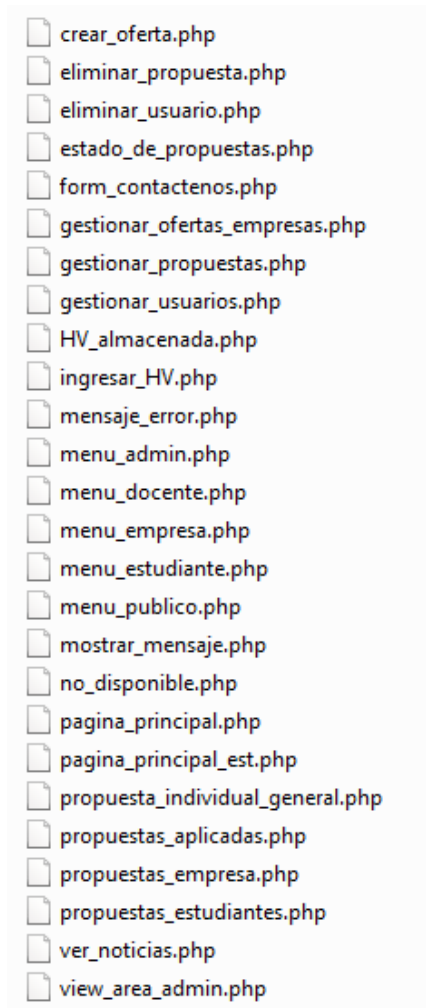 crear_oferta.php
eliminar_propuesta.php
eliminar_usuario.php
estado_de_propuestas.php
form_contactenos.php
gestionar_ofertas_empresas.php
gestionar_propuestas.php
gestionar_usuarios.php
HV_almacenada.php
ingresar_HV.php
mensaje_error.php
menu_admin.php
menu_docente.php
menu_empresa.php
menu_estudiante.php
menu_publico.php
mostrar_mensaje.php
no_disponible.php
pagina_principal.php
pagina_principal_est.php
propuesta_individual_general.php
propuestas_aplicadas.php
propuestas_empresa.php
propuestas_estudiantes.php
ver_noticias.php
view_area_admin.php